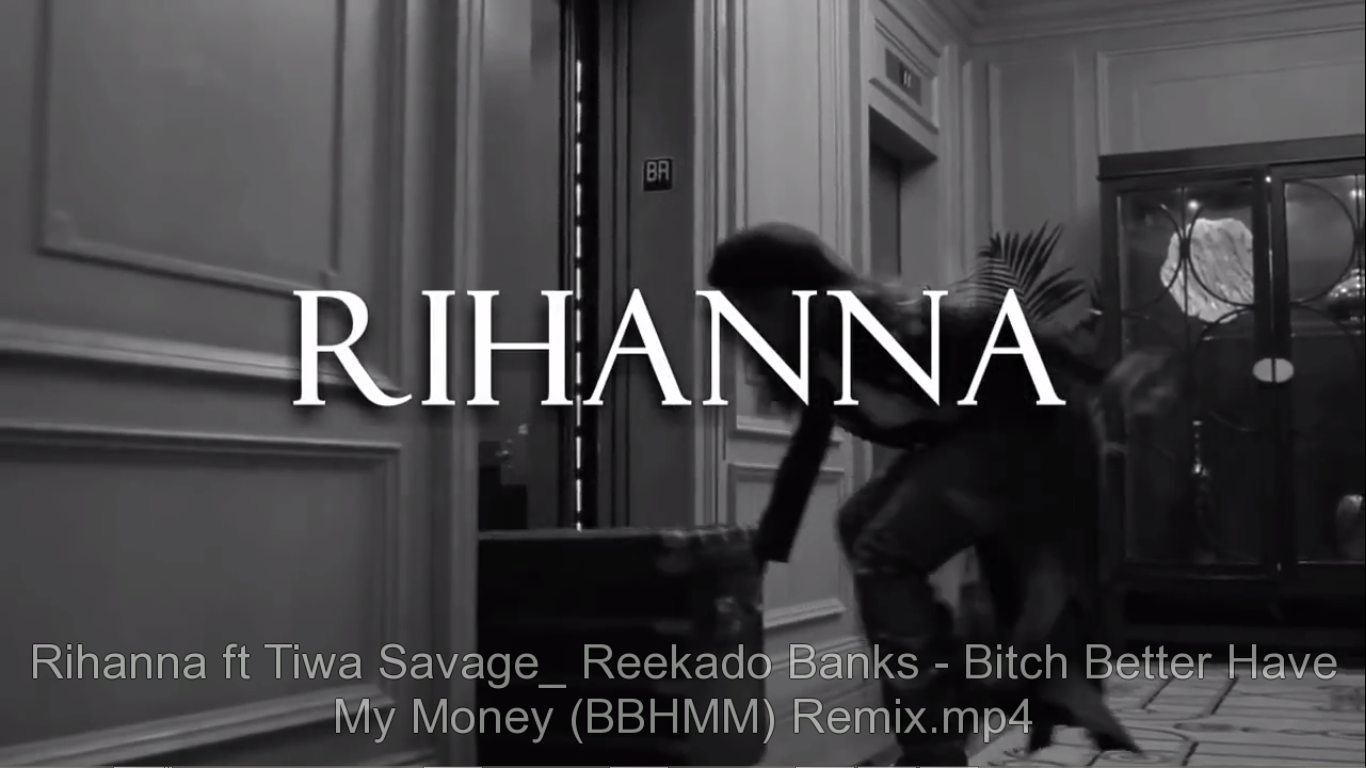 BR
RIHANNA
Rihanna ft Tiwa Savage_ Reekado Banks - Bitch Better Have
My Money (BBHMM) Remix.mp4